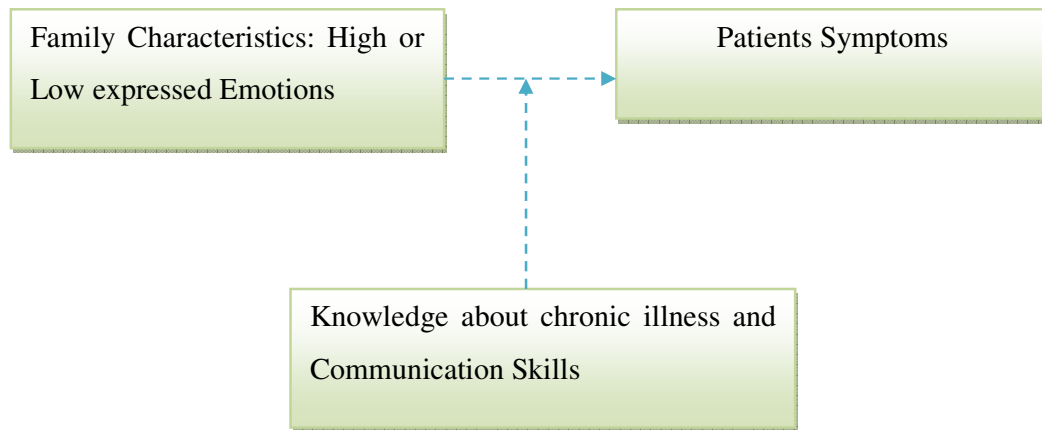 Family Characteristics: High or
Low expressed Emotions
Patients Symptoms
Knowledge about chronic illness and
Communication Skills